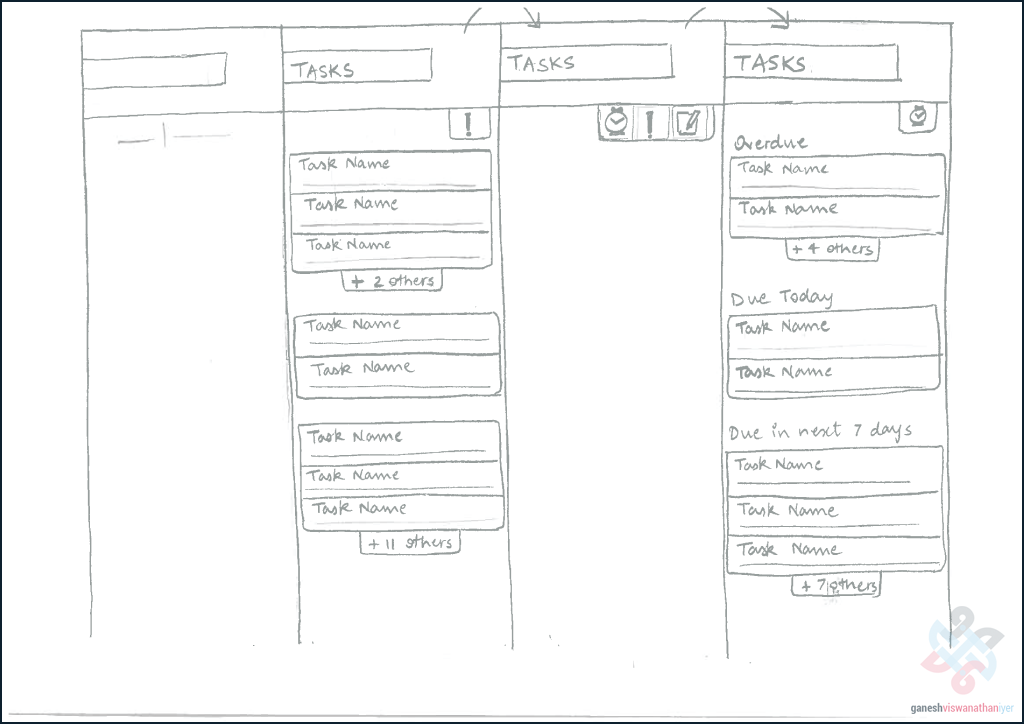 TASKS
!
Task Name
Task Name
Task Name
+ 2 others
Task Name
Task Name
Task Name
Task Name
Task Name
+ 11 others
TASKS
!
TASKS
Overdue
Task Name
Task Name
+ 4 others
Due Today
Task Name
Task Name
Due in next 7 days
Task Name
Task Name
Task Name
+ 7 others
ganeshviswanathaniyer